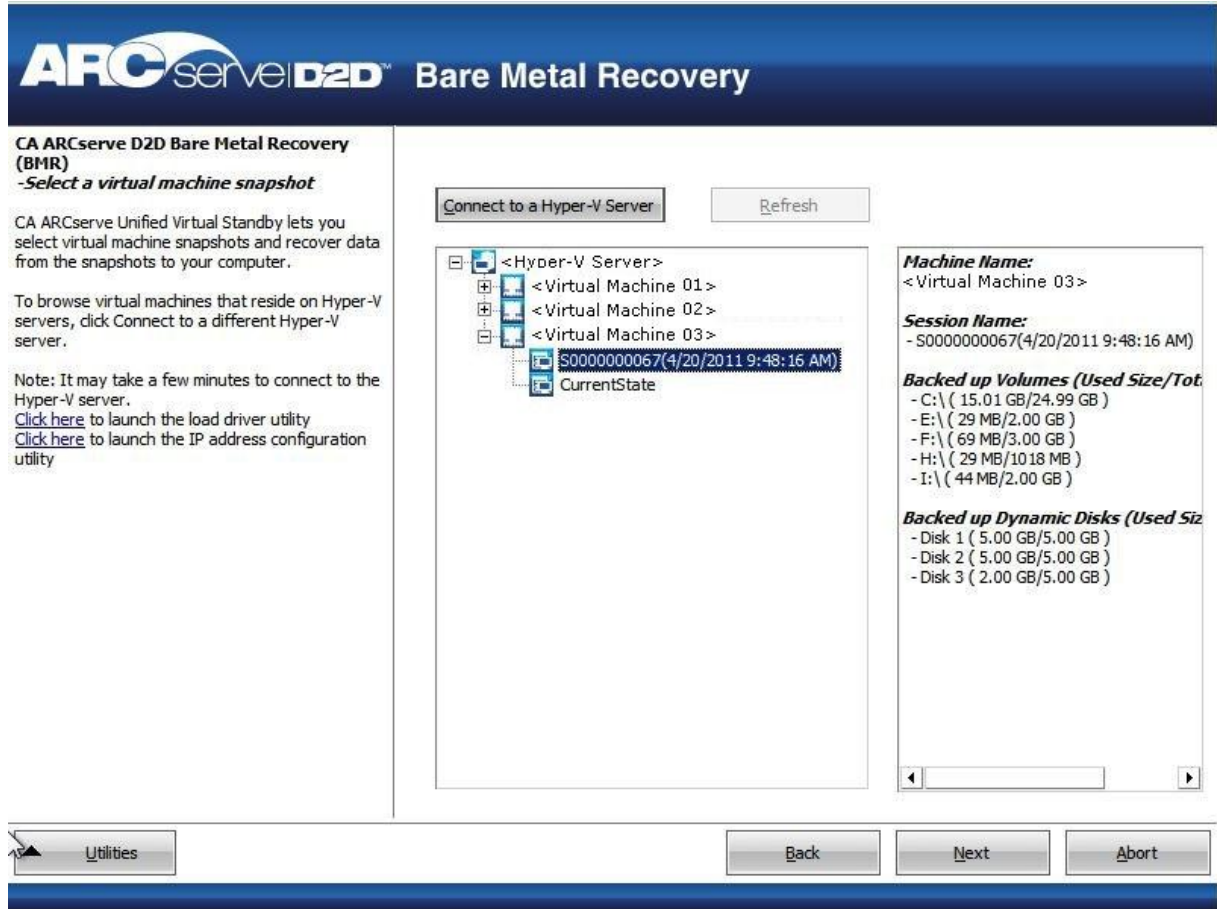 ARCserve D2D™ Bare Metal Recovery
CA ARCserve D2D Bare Metal Recovery
(BMR)
-Select a virtual machine snapshot
CA ARCserve Unified Virtual Standby lets you
select virtual machine snapshots and recover data
from the snapshots to your computer.
To browse virtual machines that reside on Hyper-V
servers, click Connect to a different Hyper-V
server.
Note: It may take a few minutes to connect to the
Hyper-V server.
Click here to launch the load driver utility
Click here to launch the IP address configuration
utility
Connect to a Hyper-V Server
Refresh
<Hyper-V Server>
<Virtual Machine 01>
<Virtual Machine 02>
<Virtual Machine 03>
S0000000067(4/20/2011 9:48:16 AM)
CurrentState
Machine Name:
<Virtual Machine 03>
Session Name:
- S0000000067(4/20/2011 9:48:16 AM)
Backed up Volumes (Used Size/Tot
- C:\ ( 15.01 GB/24.99 GB )
- E:\ ( 29 MB/2.00 GB )
- F:\ ( 69 MB/3.00 GB )
- H:\ ( 29 MB/1018 MB )
- I:\ ( 44 MB/2.00 GB )
Backed up Dynamic Disks (Used Siz
- Disk 1 ( 5.00 GB/5.00 GB )
- Disk 2 ( 5.00 GB/5.00 GB )
- Disk 3 ( 2.00 GB/5.00 GB )
Utilities
Back
Next
Abort